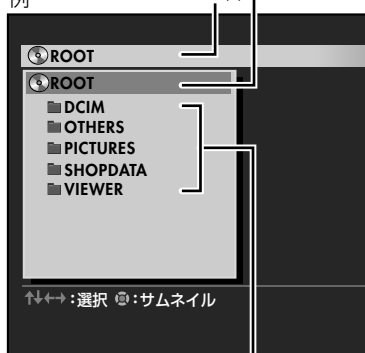 例
ROOT
ROOT
DCIM
OTHERS
PICTURES
SHOPDATA
VIEWER
↑↓←→:選択 :サムネイル